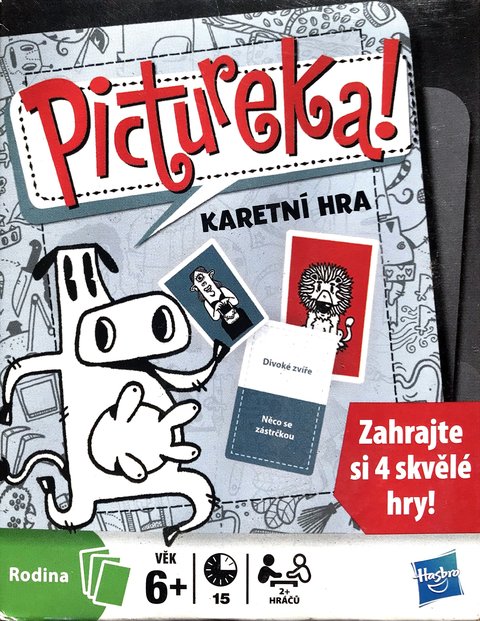 Pictureka!
KARETNÍ HRA
Divoké zvíře
Něco se
zástrčkou
Zahrajte
si 4 skvělé
hry!
Rodina
VĚK
6+
15
2+
HRÁČŮ
Hasbro